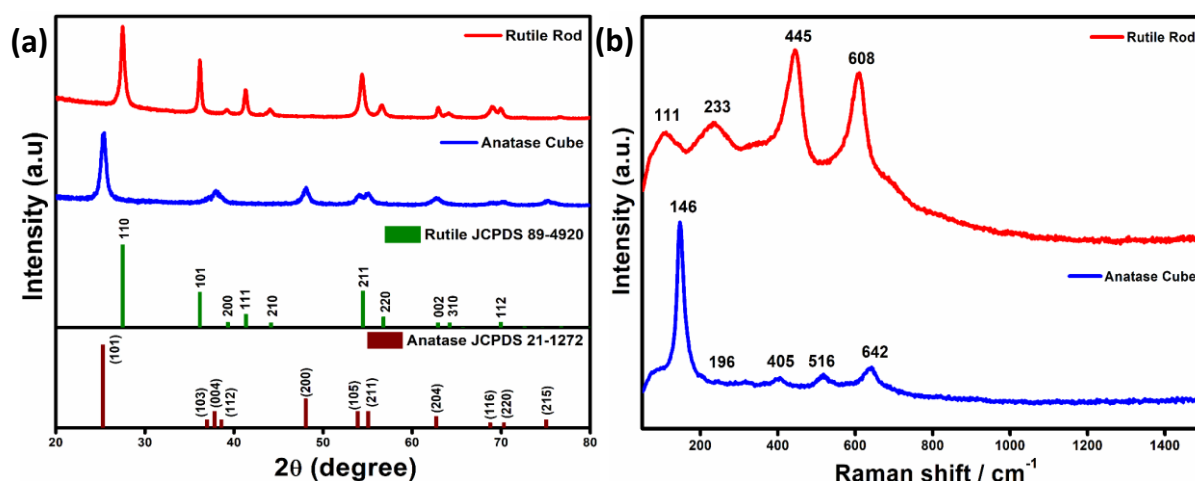 (a)
Rutile Rod
Anatase Cube
Rutile JCPDS 89-4920
110
101
200
111
210
211
220
002
310
112
Anatase JCPDS 21-1272
(101)
(103)
(004)
(112)
(200)
(105)
(211)
(204)
(116)
(220)
(215)
Intensity (a.u)
20 30 40 50 60 70 80
2θ (degree)
(b)
Rutile Rod
111
233
445
608
Anatase Cube
146
196
405
516
642
Intensity (a.u.)
200 400 600 800 1000 1200 1400
Raman shift / cm⁻¹